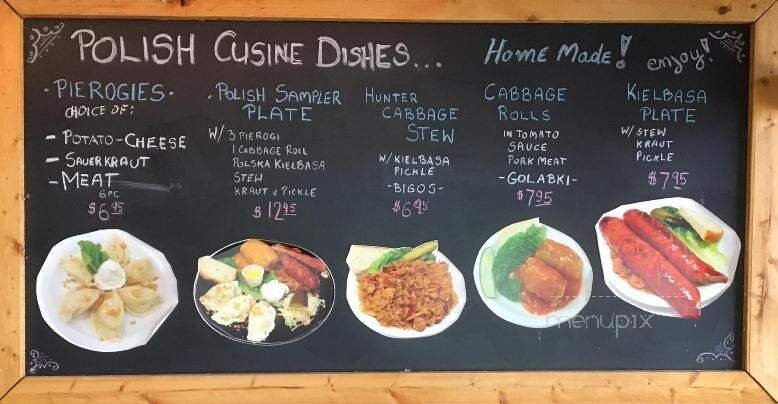 POLISH CUSINE DISHES... HOME MADE! enjoy!
·PIEROGIES·
CHOICE OF:
- POTATO-CHEESE
- SAUERKRAUT
- MEAT
6PC
$6.95
·POLISH SAMPLER
PLATE
W/ 3 PIEROGI
1 CABBAGE ROLL
POLSKA KIELBASA
STEW
KRAUT & PICKLE
$12.45
HUNTER
CABBAGE
STEW
W/KIELBASA
PICKLE
-BIGOS-
$6.95
CABBAGE
ROLLS
IN TOMATO
SAUCE
PORK MEAT
-GOLABKI-
$7.95
KIELBASA
PLATE
W/STEW
KRAUT
PICKLE
$7.95
menupix